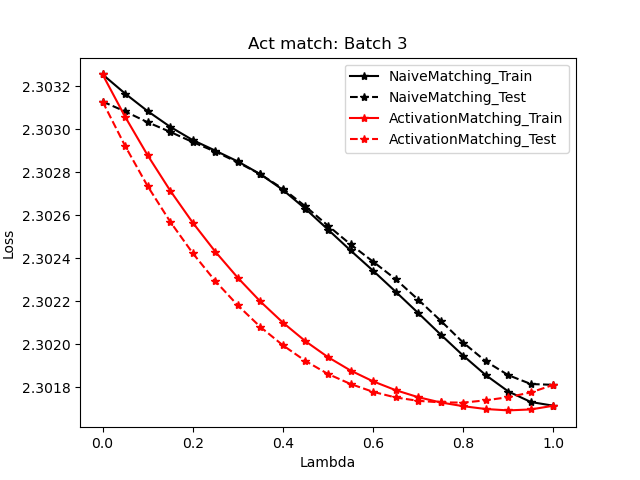 Act match: Batch 3
NaiveMatching_Train
NaiveMatching_Test
ActivationMatching_Train
ActivationMatching_Test
Loss
2.3032
2.3030
2.3028
2.3026
2.3024
2.3022
2.3020
2.3018
0.0 0.2 0.4 0.6 0.8 1.0
Lambda